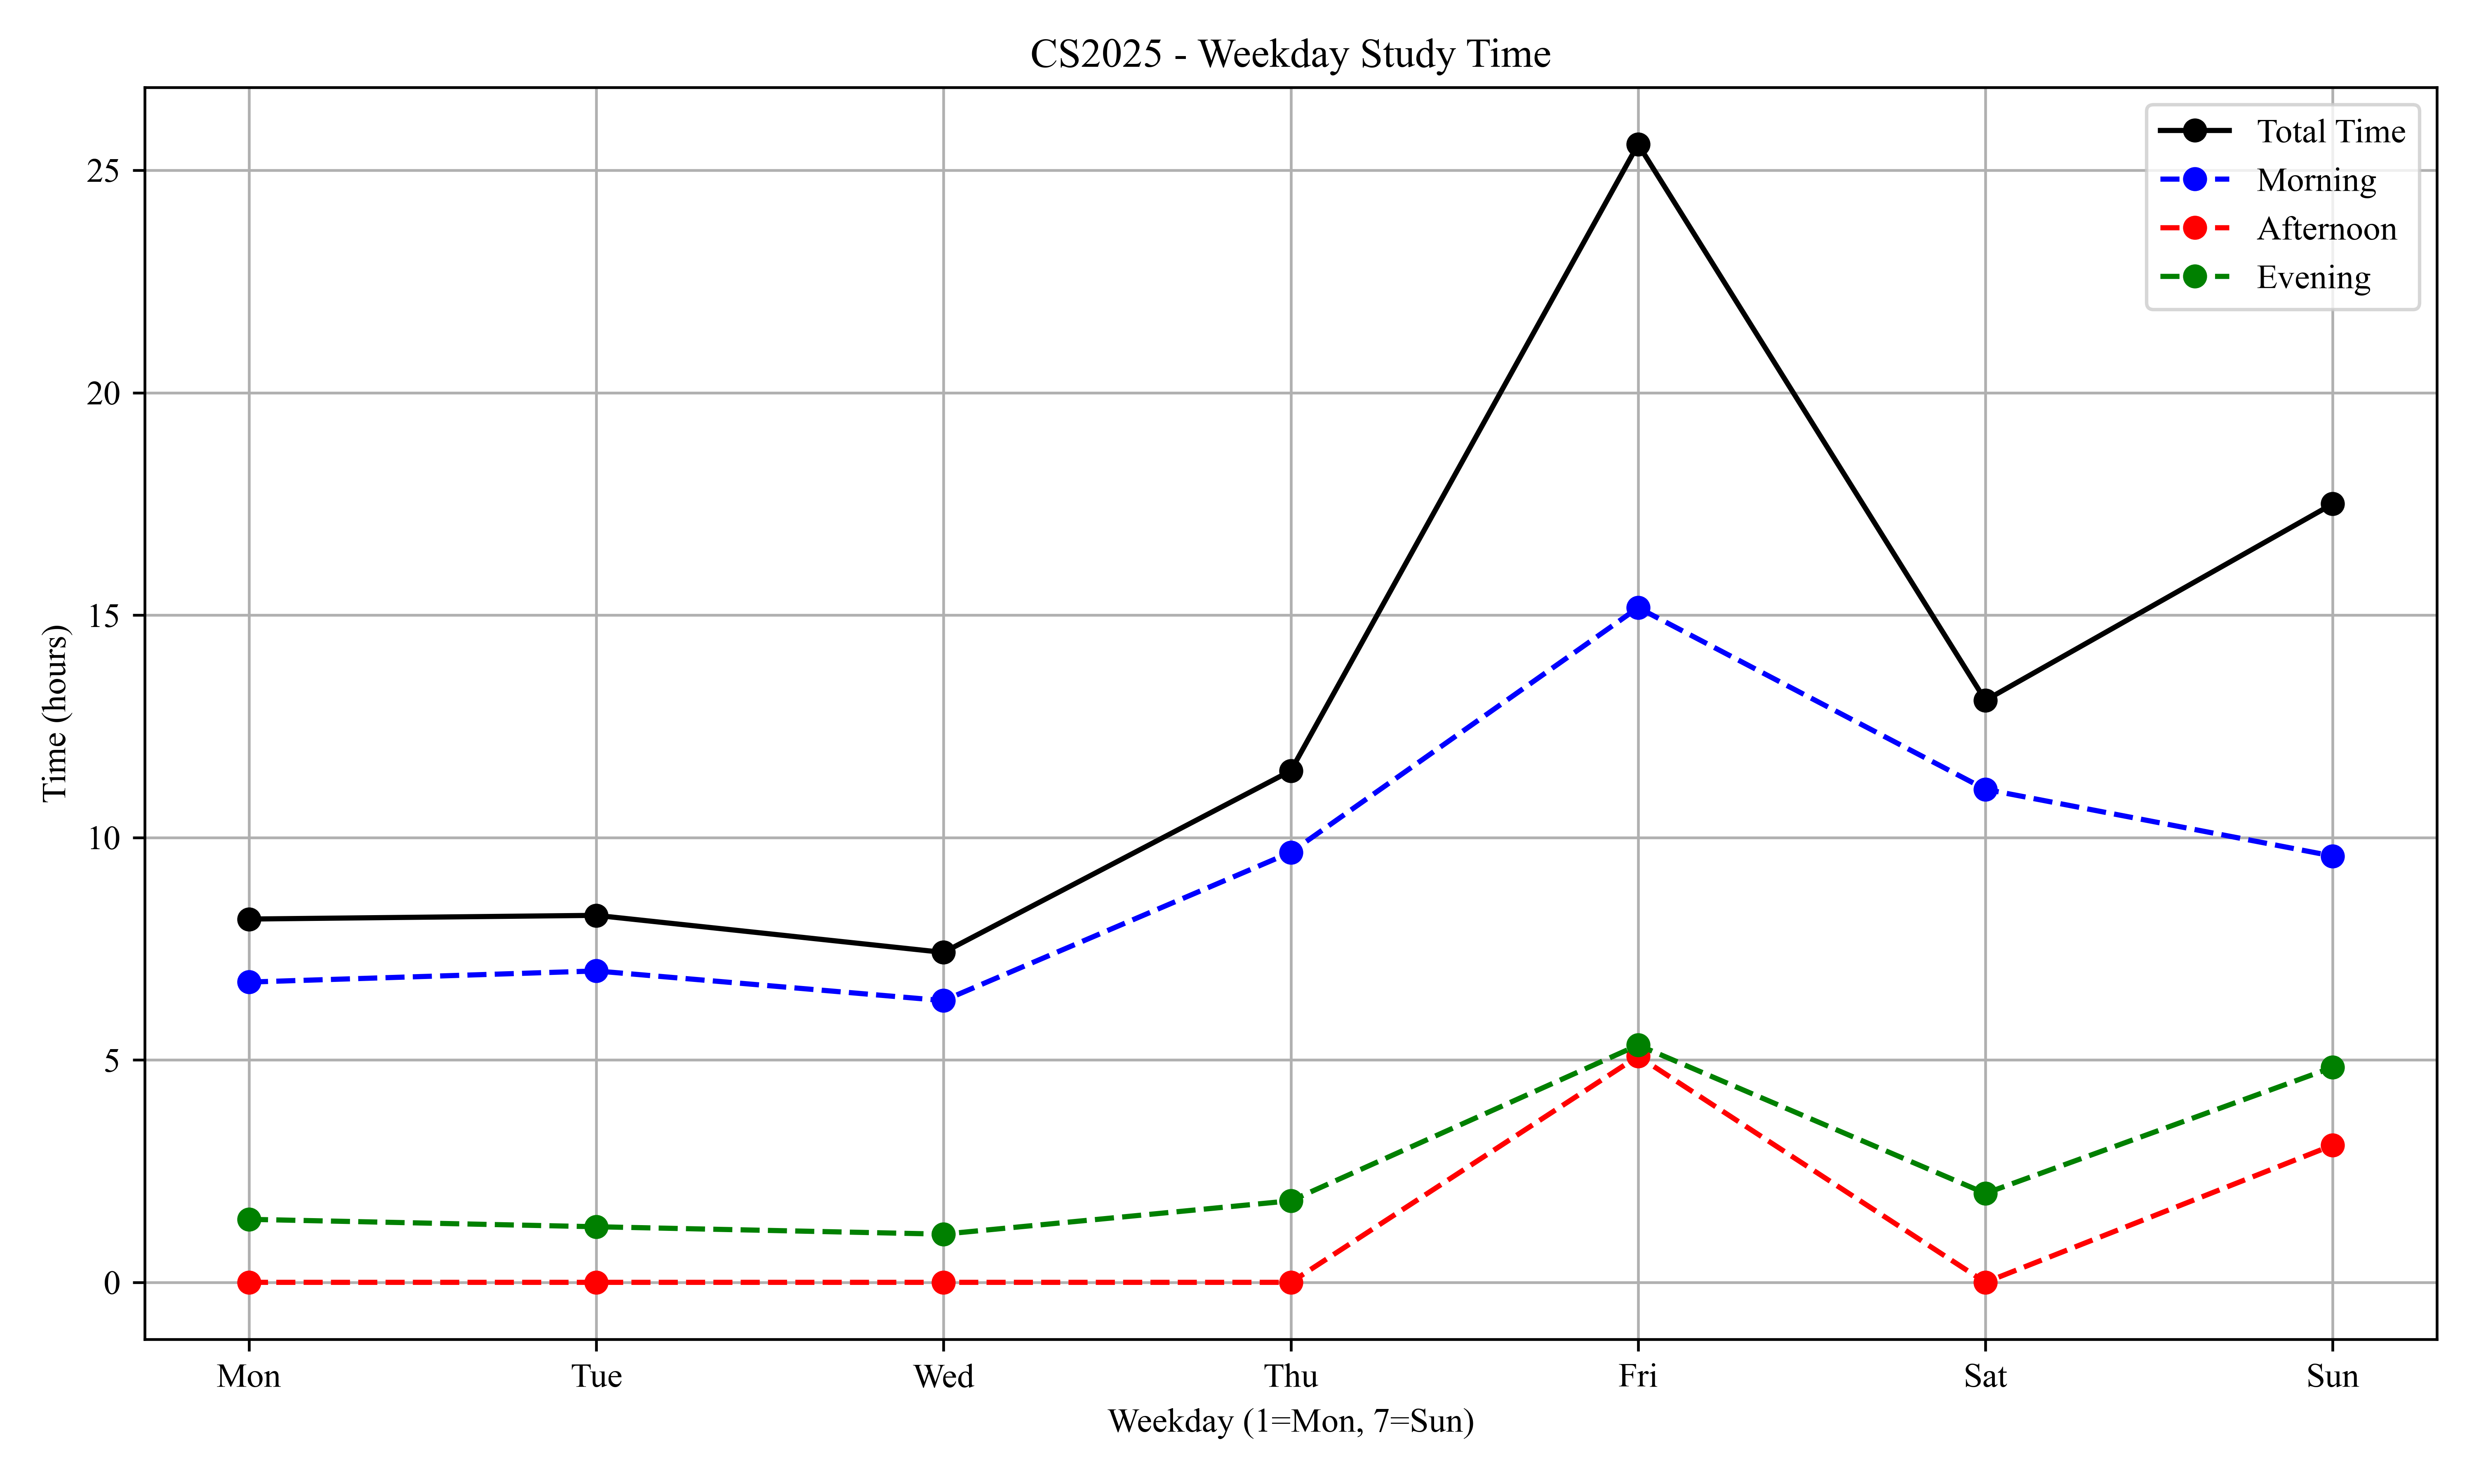 CS2025 - Weekday Study Time
Total Time
Morning
Afternoon
Evening
Time (hours)
25
20
15
10
5
0
Mon Tue Wed Thu Fri Sat Sun
Weekday (1=Mon, 7=Sun)